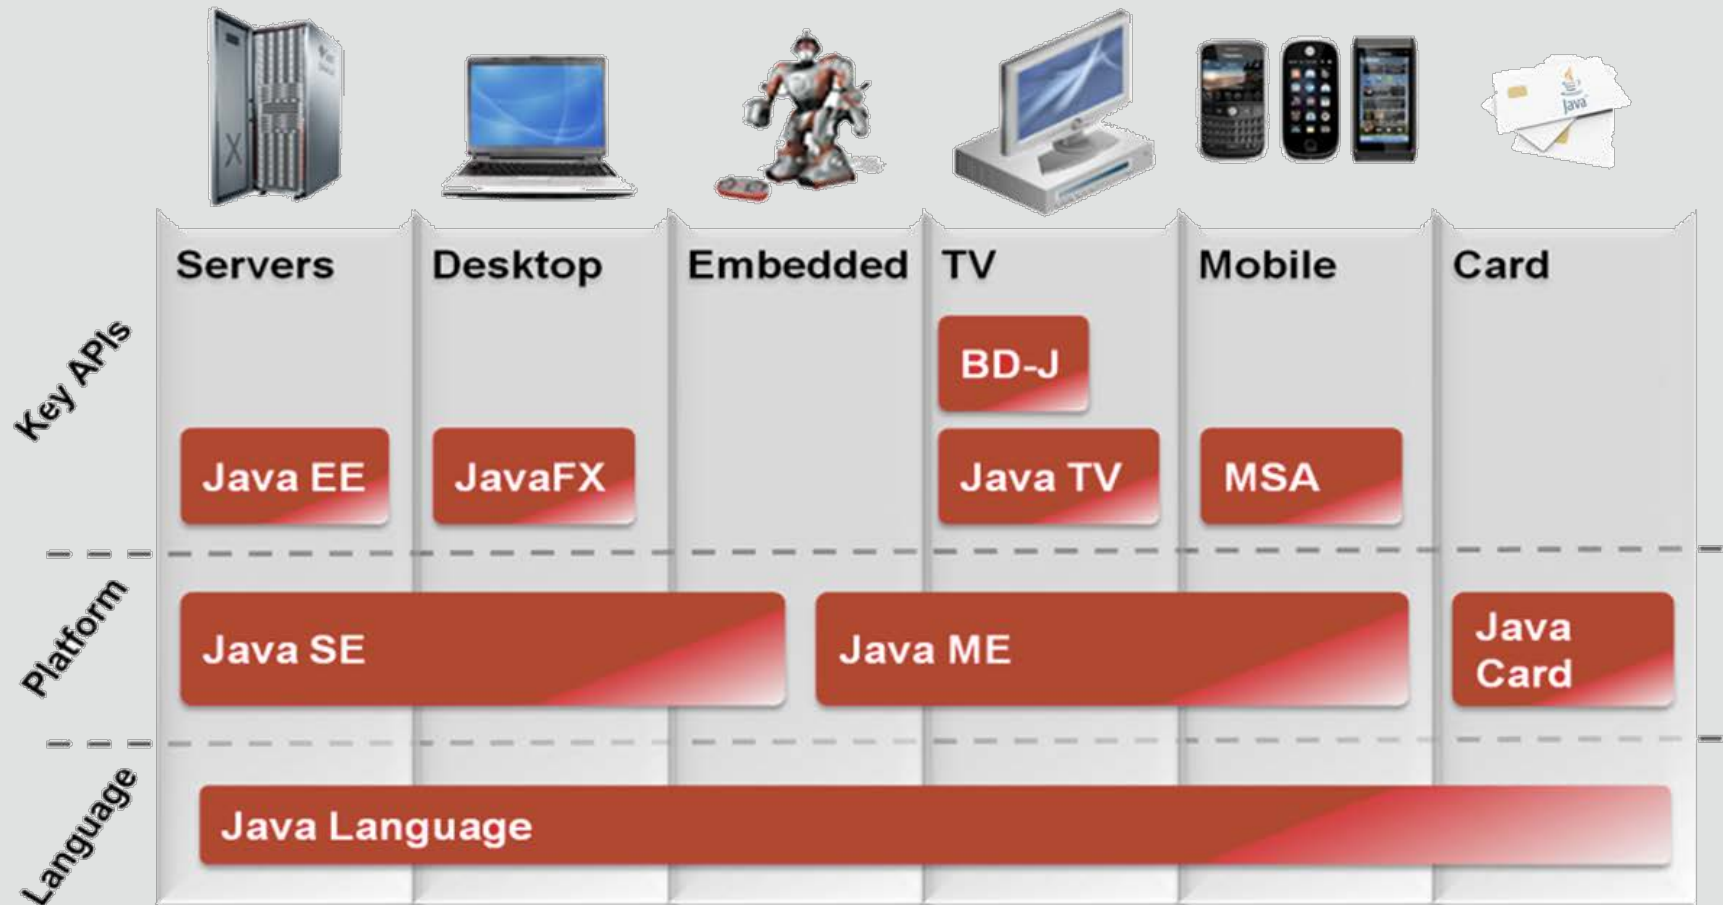 Java
Servers
Desktop
Embedded
TV
Mobile
Card
Key APIs
BD-J
Java EE
JavaFX
Java TV
MSA
Platform
Java SE
Java ME
Java
Card
Language
Java Language